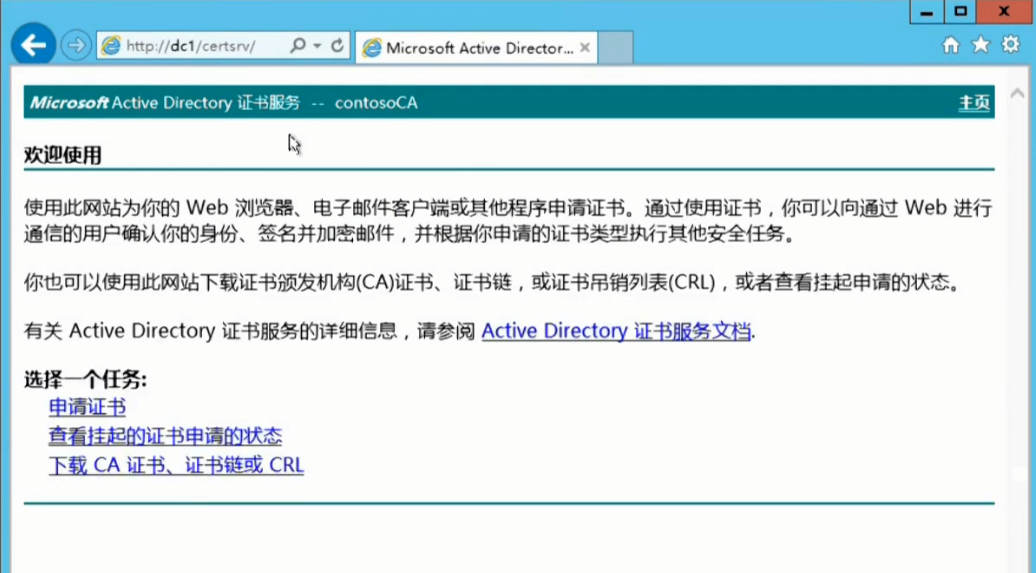 http://dc1/certsrv/
Microsoft Active Director...
Microsoft Active Directory 证书服务 -- contosoCA
主页
欢迎使用
使用此网站为你的 Web 浏览器、电子邮件客户端或其他程序申请证书。通过使用证书，你可以向通过 Web 进行
通信的用户确认你的身份、签名并加密邮件，并根据你申请的证书类型执行其他安全任务。
你也可以使用此网站下载证书颁发机构(CA)证书、证书链，或证书吊销列表(CRL)，或者查看挂起申请的状态。
有关 Active Directory 证书服务的详细信息，请参阅 Active Directory 证书服务文档.
选择一个任务:
申请证书
查看挂起的证书申请的状态
下载 CA 证书、证书链或 CRL